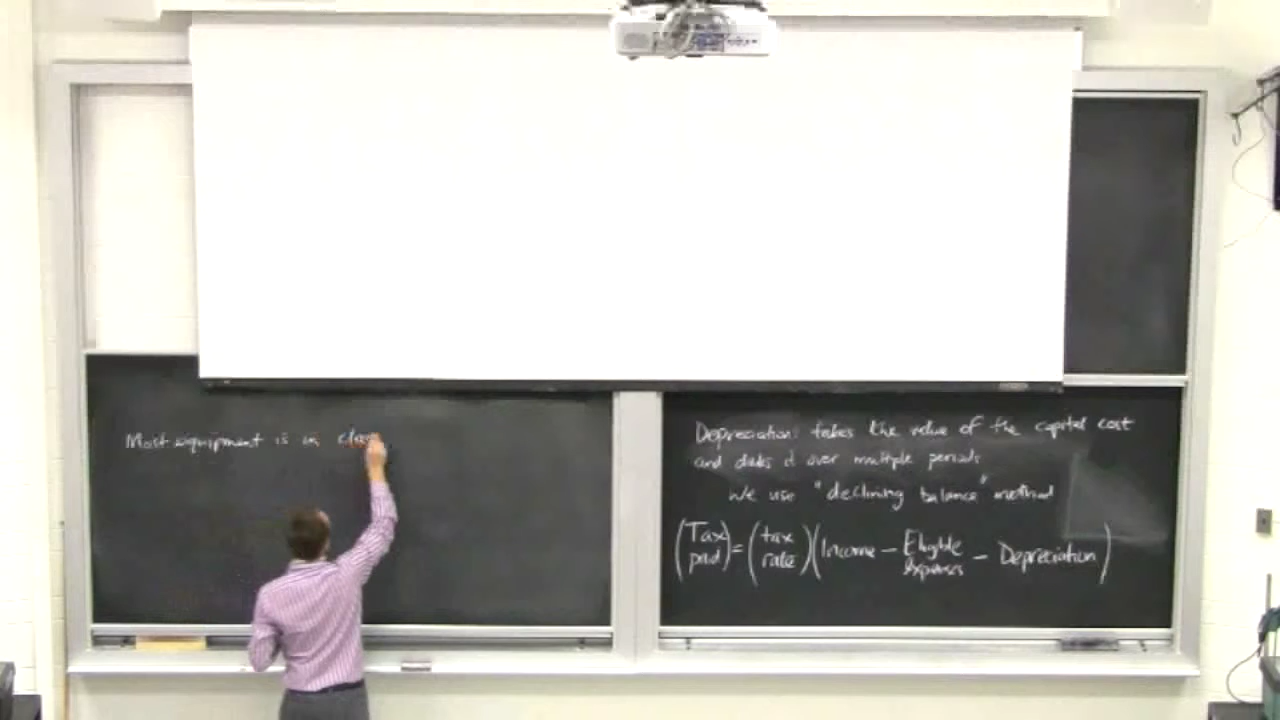 Most equipment is in clas
Depreciation: takes the value of the capital cost
and it over multiple periods
We use "declining balance" method
(Tax paid) = (tax rate)(Income - Eligible expenses - Depreciation)